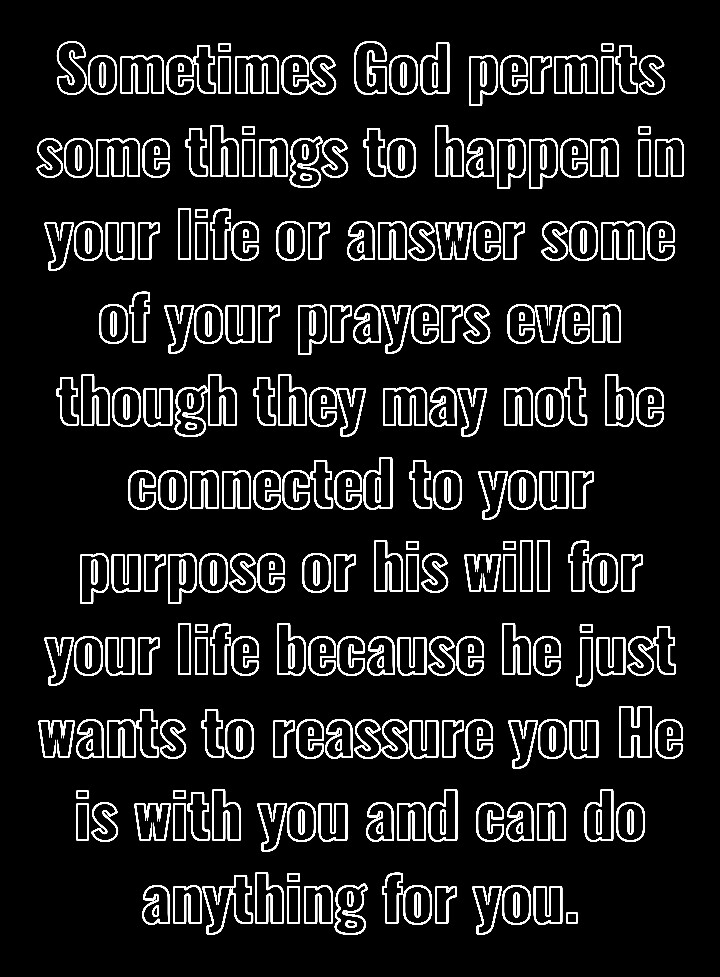 Sometimes God permits
some things to happen in
your life or answer some
of your prayers even
though they may not be
connected to your
purpose or his will for
your life because he just
wants to reassure you He
is with you and can do
anything for you.